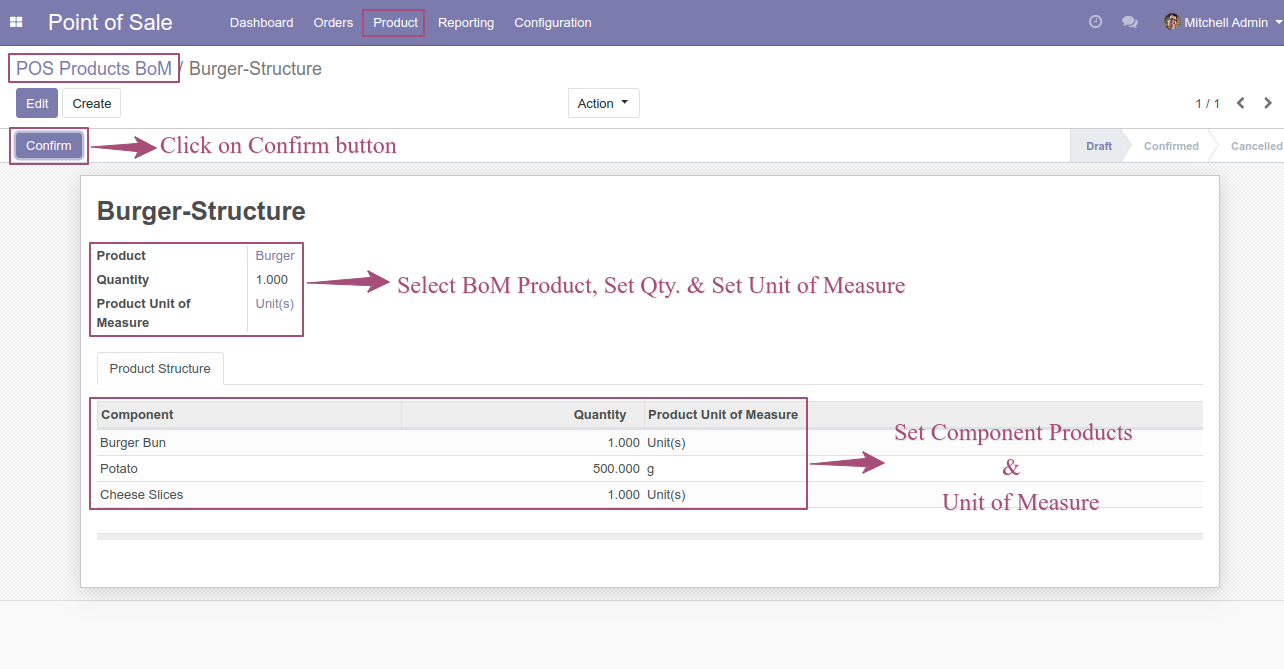 Point of Sale Dashboard Orders Product Reporting Configuration Mitchell Admin
POS Products BoM / Burger-Structure
Edit Create Action 1 / 1
Confirm Click on Confirm button Draft Confirmed Cancelled
Burger-Structure
Product Burger
Quantity 1.000
Product Unit of Measure Unit(s)
Select BoM Product, Set Qty. & Set Unit of Measure
Product Structure
Component Quantity Product Unit of Measure
Burger Bun 1.000 Unit(s)
Potato 500.000 g
Cheese Slices 1.000 Unit(s)
Set Component Products
&
Unit of Measure